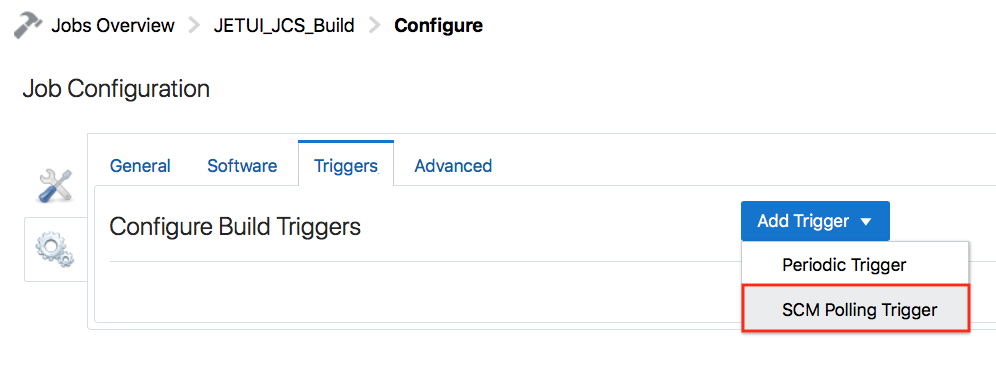 Jobs Overview > JETUI_JCS_Build > Configure
Job Configuration
General Software Triggers Advanced
Configure Build Triggers
Add Trigger
Periodic Trigger
SCM Polling Trigger